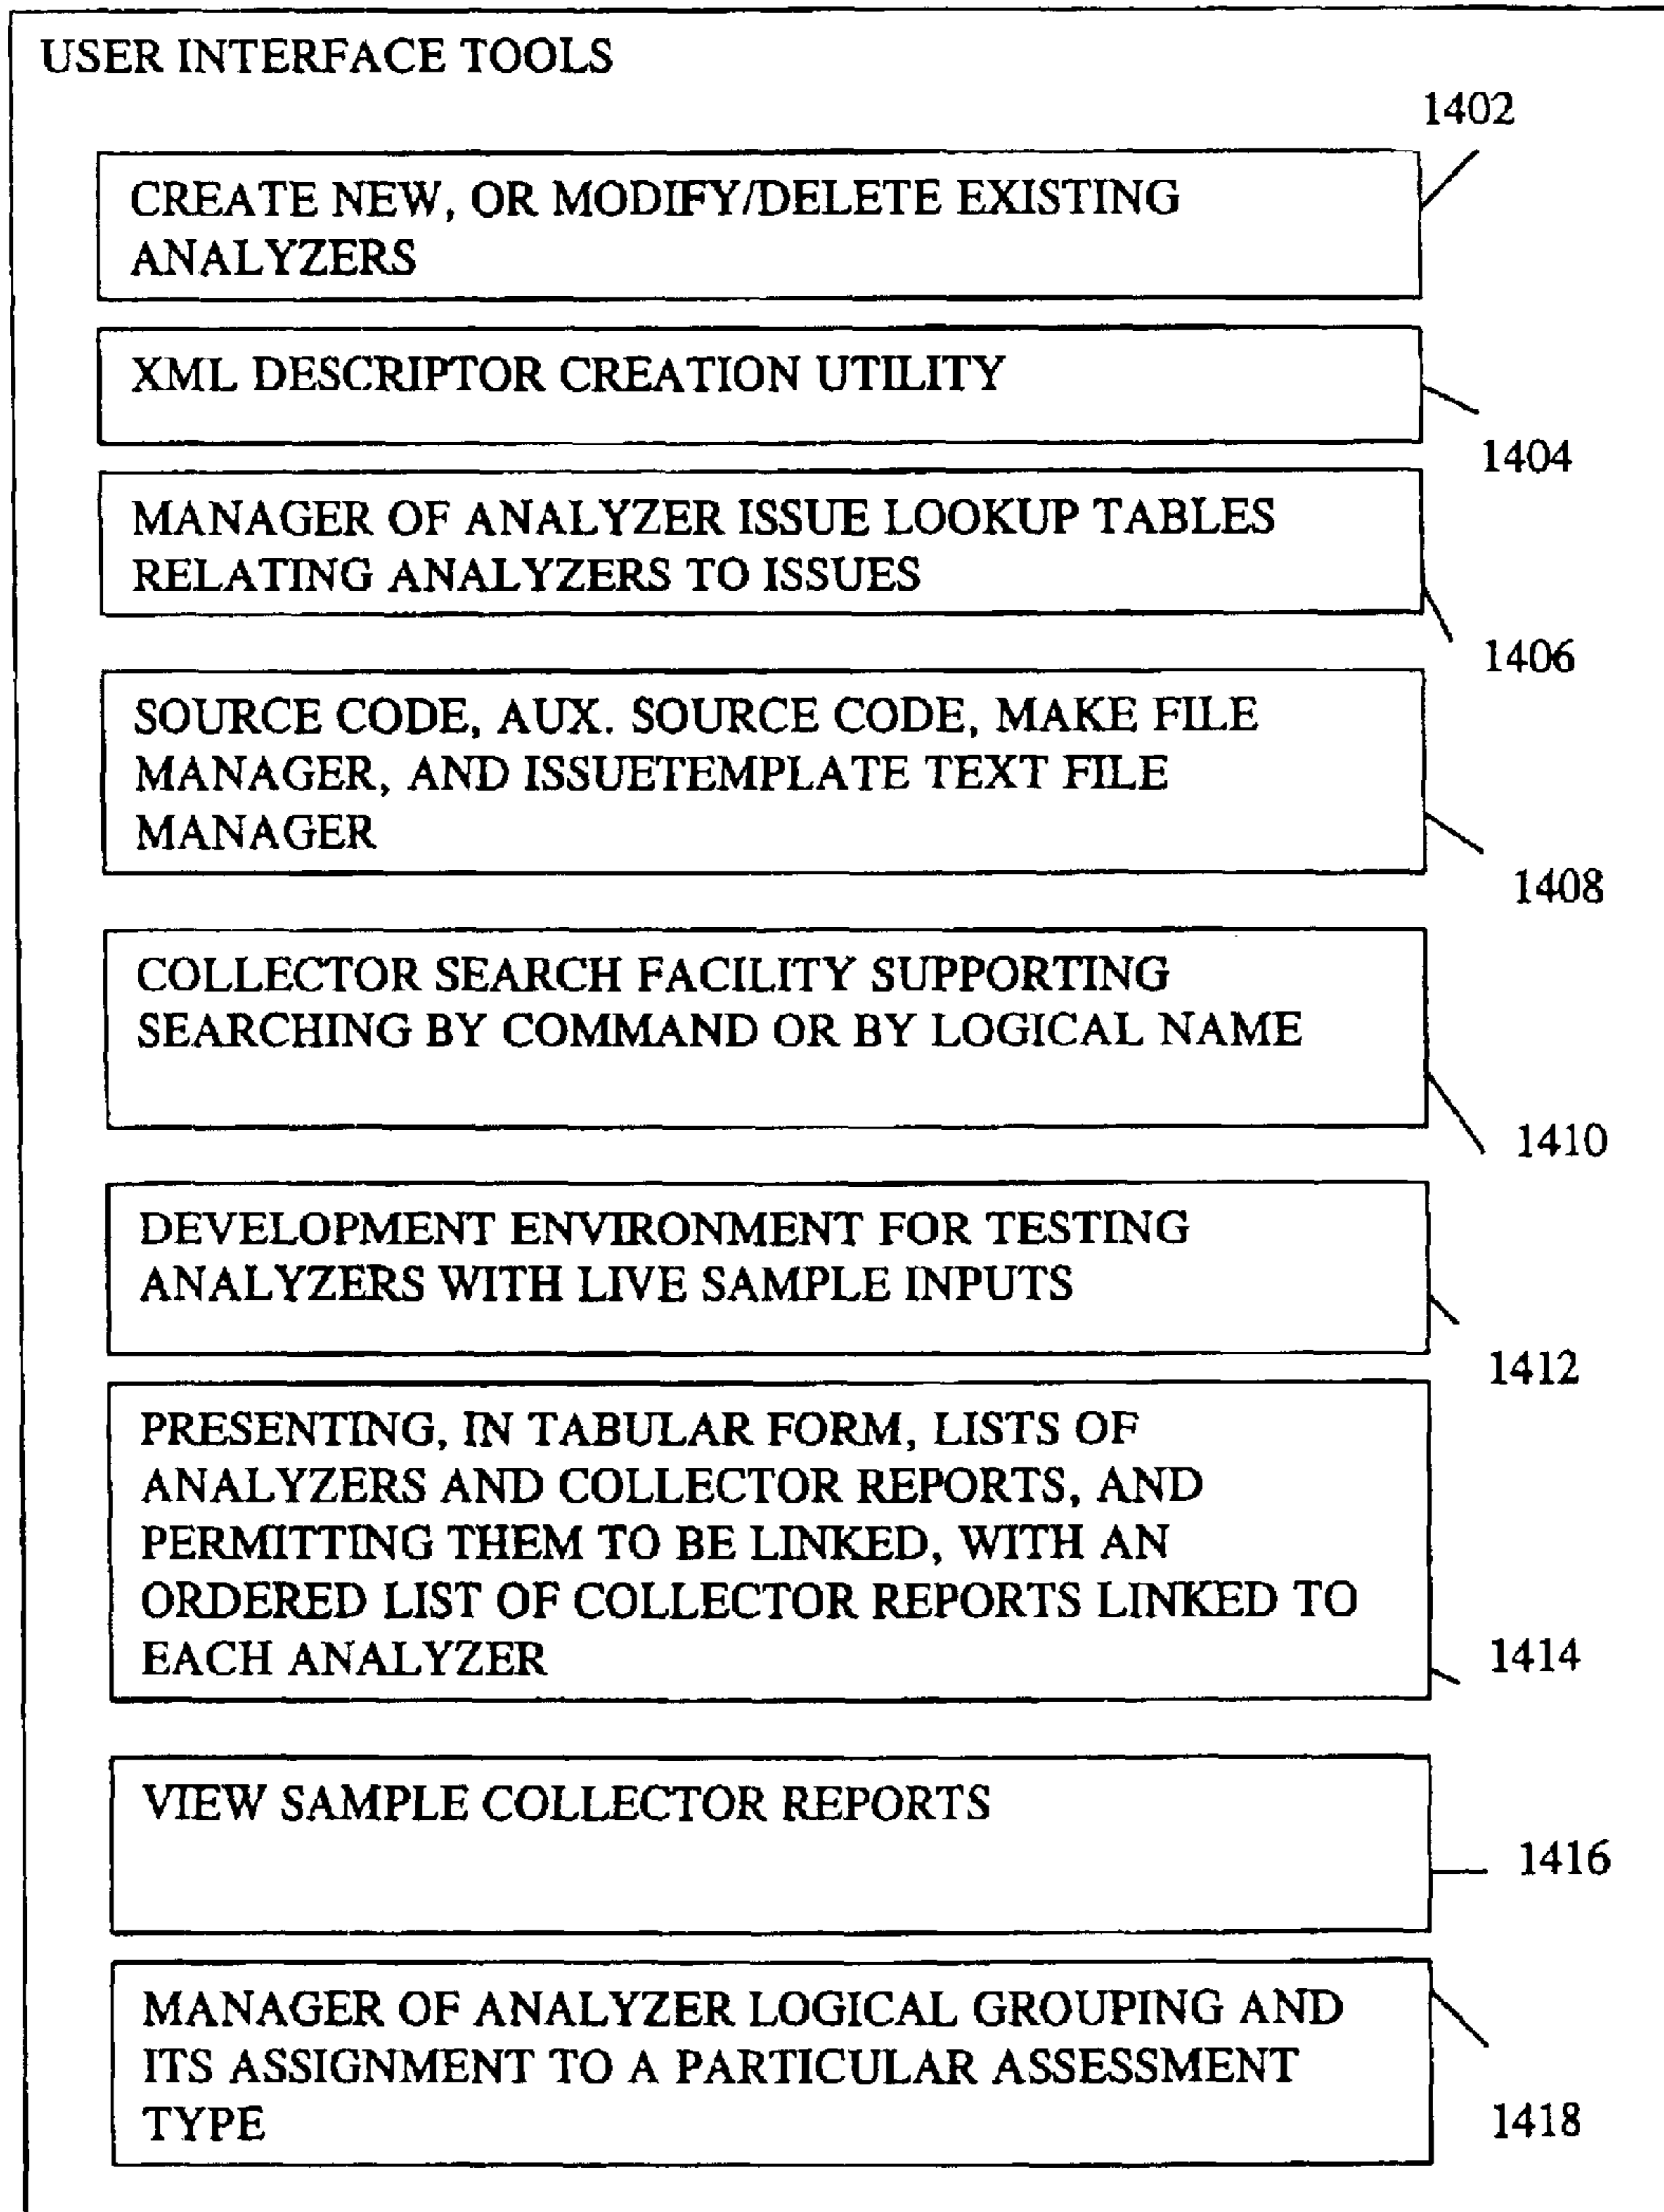 USER INTERFACE TOOLS
1402
CREATE NEW, OR MODIFY/DELETE EXISTING
ANALYZERS
XML DESCRIPTOR CREATION UTILITY
1404
MANAGER OF ANALYZER ISSUE LOOKUP TABLES
RELATING ANALYZERS TO ISSUES
1406
SOURCE CODE, AUX. SOURCE CODE, MAKE FILE
MANAGER, AND ISSUETEMPLATE TEXT FILE
MANAGER
1408
COLLECTOR SEARCH FACILITY SUPPORTING
SEARCHING BY COMMAND OR BY LOGICAL NAME
1410
DEVELOPMENT ENVIRONMENT FOR TESTING
ANALYZERS WITH LIVE SAMPLE INPUTS
1412
PRESENTING, IN TABULAR FORM, LISTS OF
ANALYZERS AND COLLECTOR REPORTS, AND
PERMITTING THEM TO BE LINKED, WITH AN
ORDERED LIST OF COLLECTOR REPORTS LINKED TO
EACH ANALYZER
1414
VIEW SAMPLE COLLECTOR REPORTS
1416
MANAGER OF ANALYZER LOGICAL GROUPING AND
ITS ASSIGNMENT TO A PARTICULAR ASSESSMENT
TYPE
1418